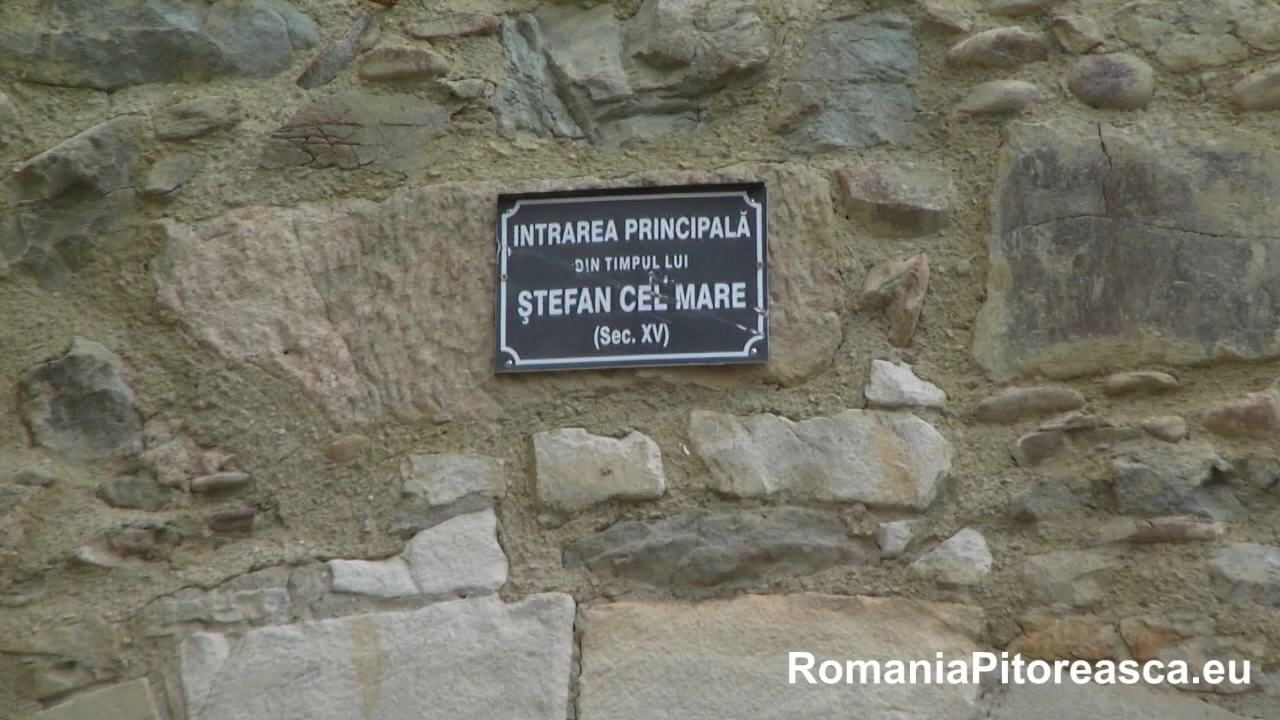 INTRAREA PRINCIPALĂ
DIN TIMPUL LUI
ŞTEFAN CEL MARE
(Sec. XV)
RomaniaPitoreasca.eu